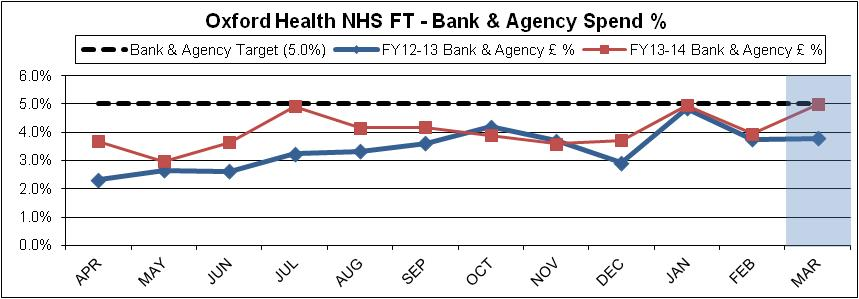 Oxford Health NHS FT - Bank & Agency Spend %
Bank & Agency Target (5.0%) FY12-13 Bank & Agency £ % FY13-14 Bank & Agency £ %
6.0%
5.0%
4.0%
3.0%
2.0%
1.0%
0.0%
APR MAY JUN JUL AUG SEP OCT NOV DEC JAN FEB MAR